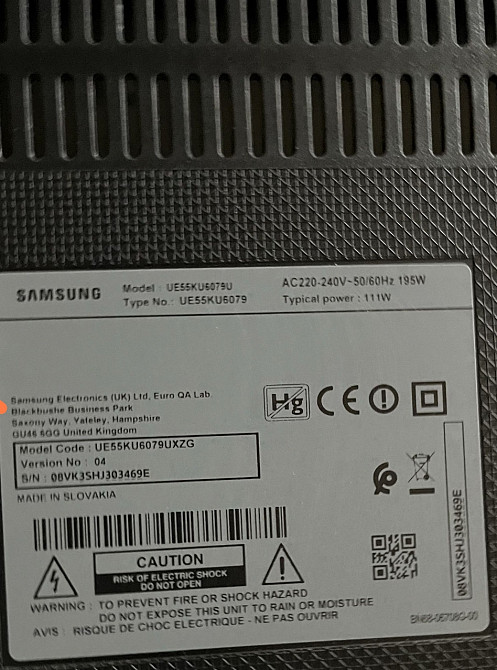 SAMSUNG
Model : UE55KU6079U
Type No.: UE55KU6079
AC220-240V~50/60Hz 195W
Typical power : 111W
Samsung Electronics (UK) Ltd, Euro QA Lab.
Blackbushe Business Park
Saxony Way, Yateley, Hampshire
GU46 6GG United Kingdom
Hg
CE
Model Code : UE55KU6079UXZG
Version No : 04
S/N : 08VK3SHJ303469E
MADE IN SLOVAKIA
08VK3SHJ303469E
CAUTION
RISK OF ELECTRIC SHOCK
DO NOT OPEN
WARNING : TO PREVENT FIRE OR SHOCK HAZARD
DO NOT EXPOSE THIS UNIT TO RAIN OR MOISTURE
AVIS : RISQUE DE CHOC ELECTRIQUE - NE PAS OUVRIR